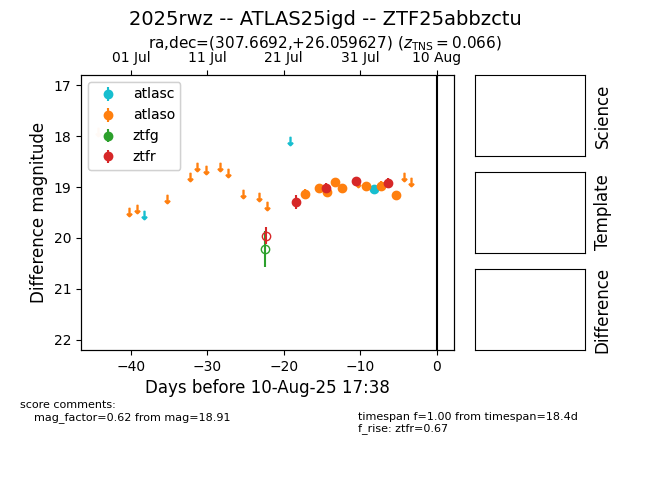 2025rwz -- ATLAS25igd -- ZTF25abbzctu
ra,dec=(307.6692,+26.059627) (z_TNS = 0.066)
01 Jul 11 Jul 21 Jul 31 Jul 10 Aug
17
18
19
20
21
22
Difference magnitude
atlasc
atlaso
ztfg
ztfr
−40 −30 −20 −10 0
Days before 10-Aug-25 17:38
Science
Template
Difference
score comments:
mag_factor=0.62 from mag=18.91
timespan f=1.00 from timespan=18.4d
f_rise: ztfr=0.67